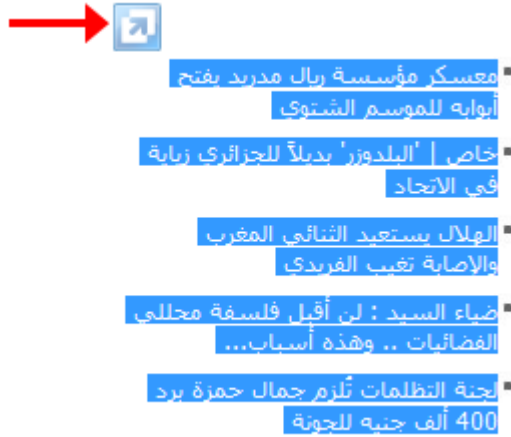 معسكر مؤسسة ريال مدريد يفتح
أبوابه للموسم الشتوي
خاص | 'البلدوزر' بديلاً للجزائري زياية
في الاتحاد
الهلال يستعيد الثنائي المغرب
والإصابة تغيب الفريدي
ضياء السيد : لن أقبل فلسفة محللي
الفضائيات .. وهذه أسباب...
لجنة التظلمات تُلزم جمال حمزة برد
400 ألف جنيه للجونة